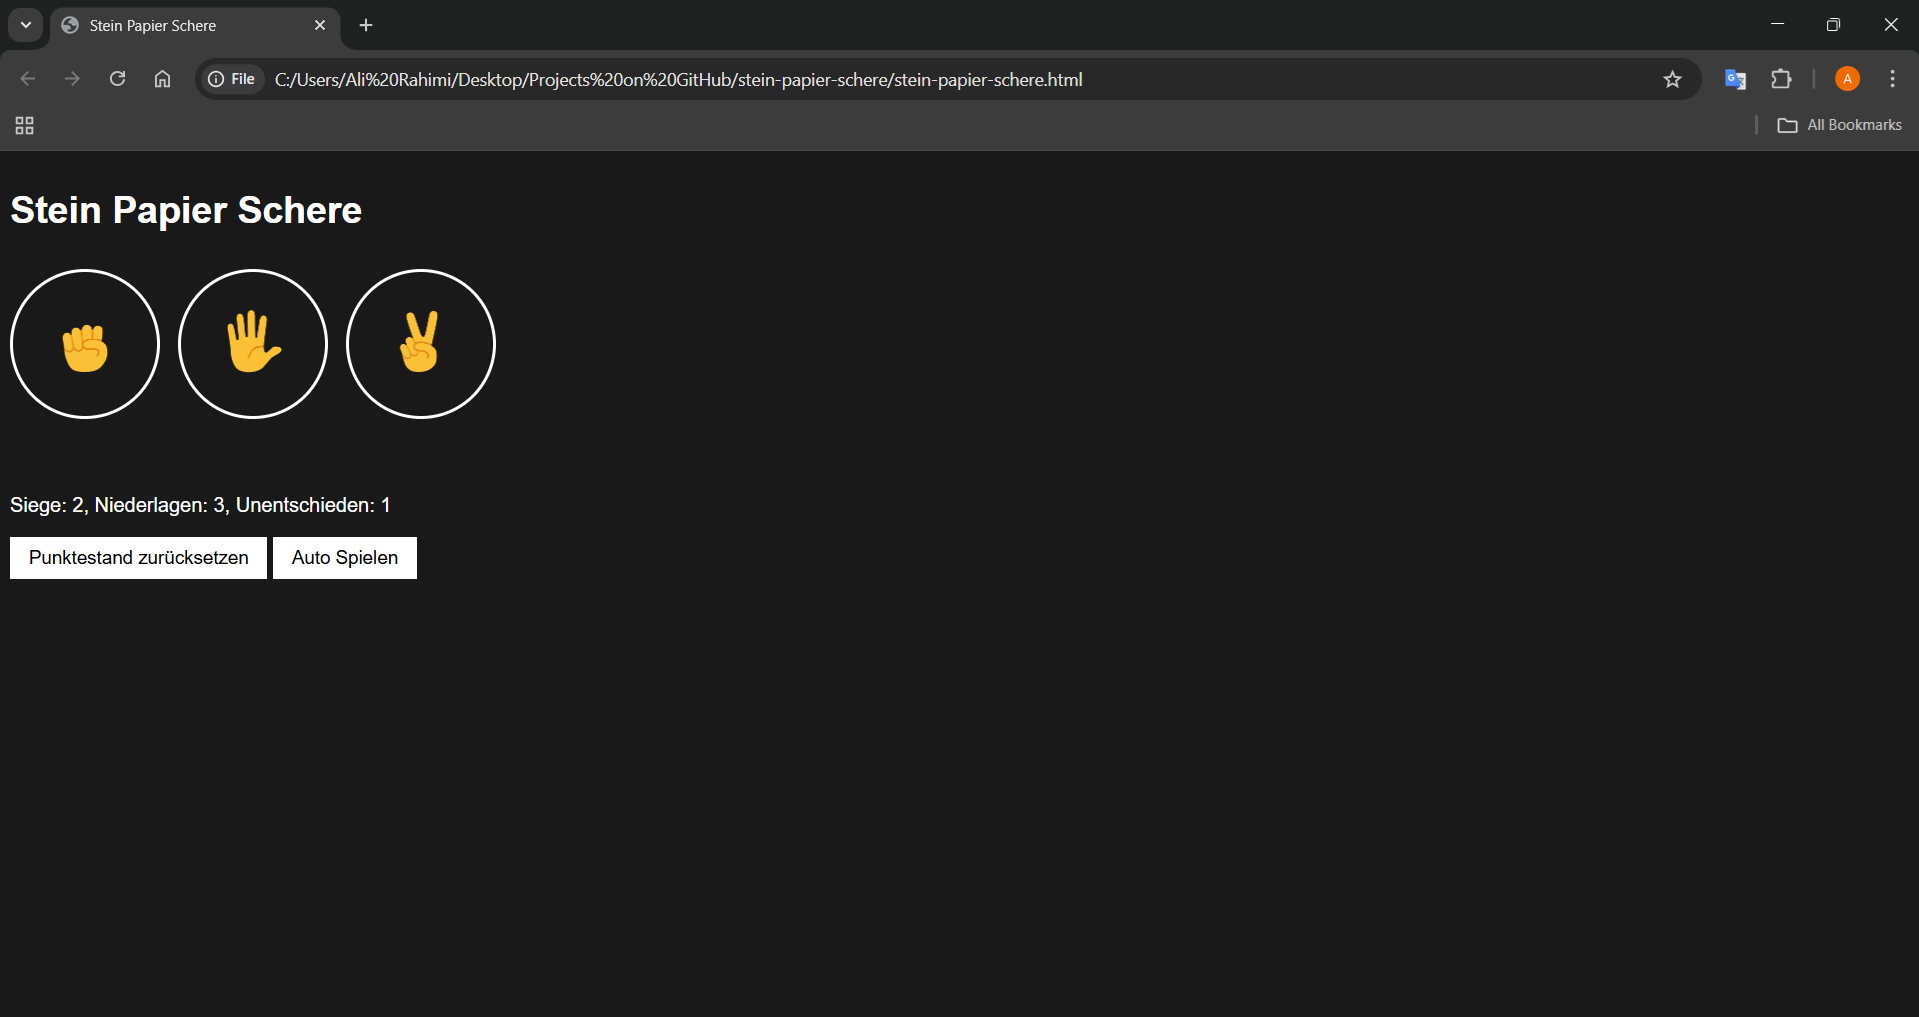 Stein Papier Schere
File C:/Users/Ali%20Rahimi/Desktop/Projects%20on%20GitHub/stein-papier-schere/stein-papier-schere.html A
All Bookmarks
Stein Papier Schere
Siege: 2, Niederlagen: 3, Unentschieden: 1
Punktestand zurücksetzen Auto Spielen